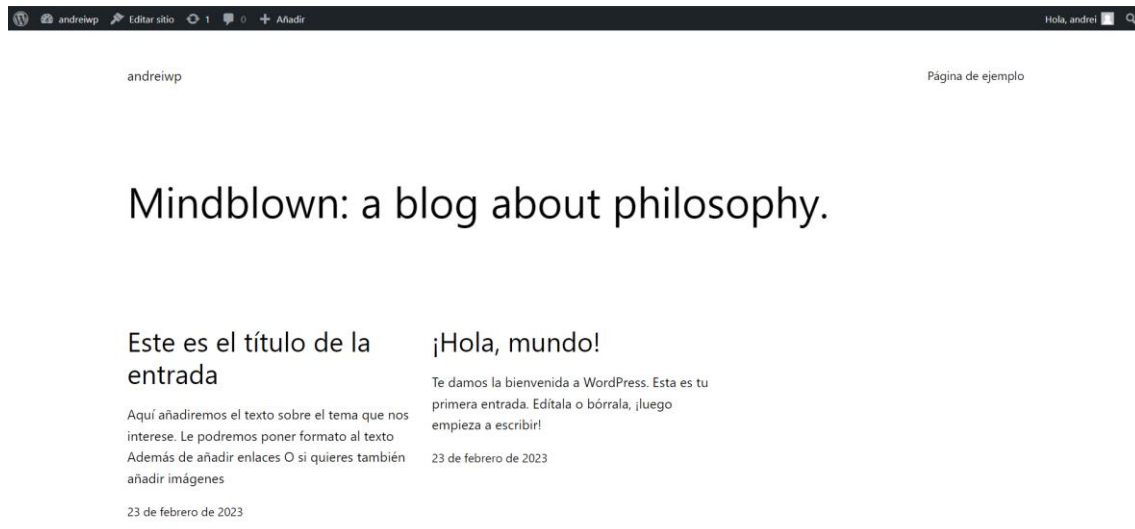 andreiwp Editar sitio 1 0 + Añadir Hola, andrei
andreiwp Página de ejemplo
Mindblown: a blog about philosophy.
Este es el título de la
entrada
Aquí añadiremos el texto sobre el tema que nos
interese. Le podremos poner formato al texto
Además de añadir enlaces O si quieres también
añadir imágenes
23 de febrero de 2023
¡Hola, mundo!
Te damos la bienvenida a WordPress. Esta es tu
primera entrada. Edítala o bórrala, ¡luego
empieza a escribir!
23 de febrero de 2023